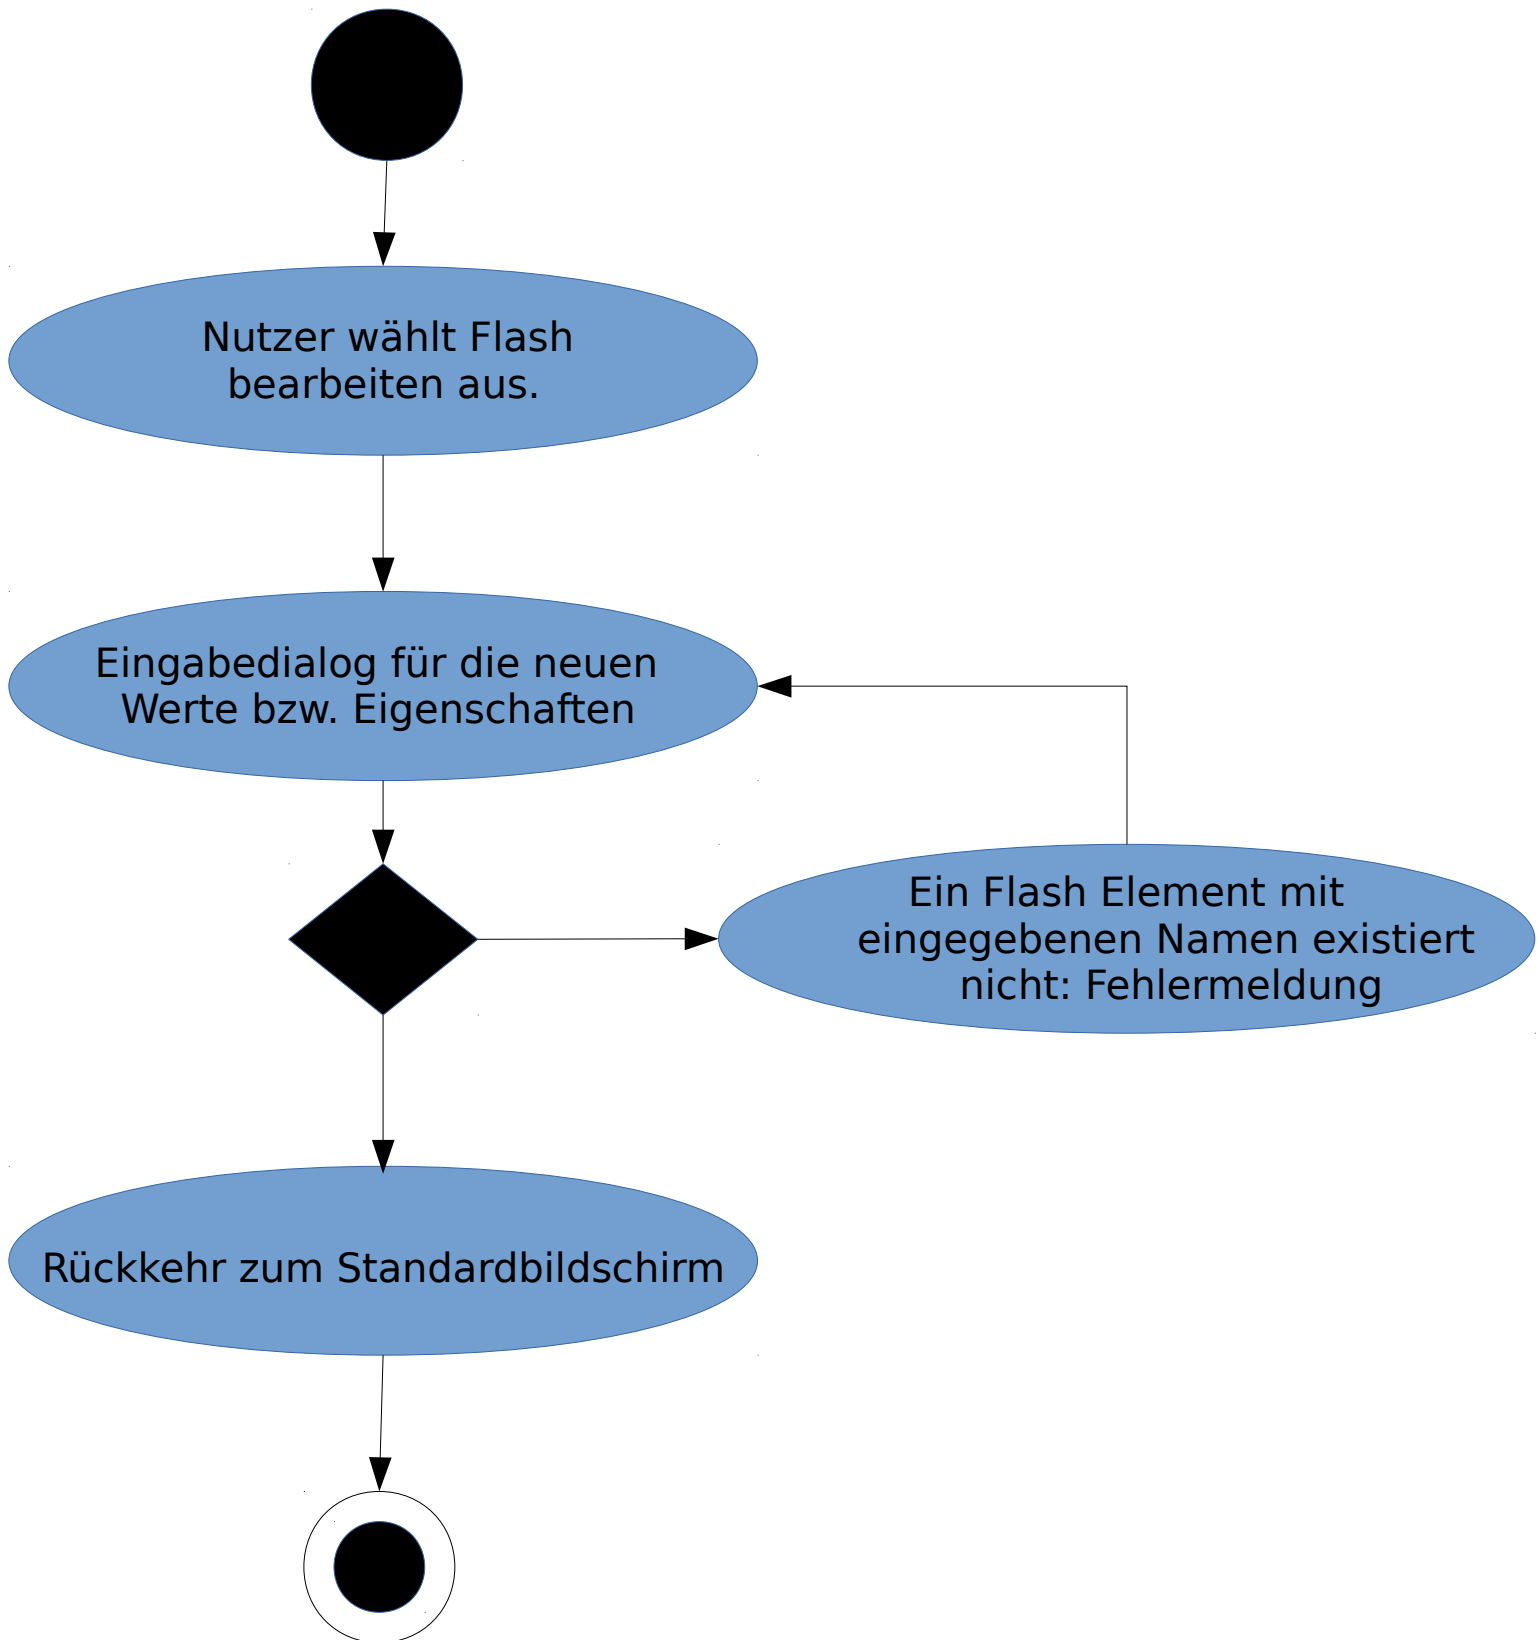 Nutzer wählt Flash
bearbeiten aus.
Eingabedialog für die neuen
Werte bzw. Eigenschaften
Ein Flash Element mit
eingegebenen Namen existiert
nicht: Fehlermeldung
Rückkehr zum Standardbildschirm